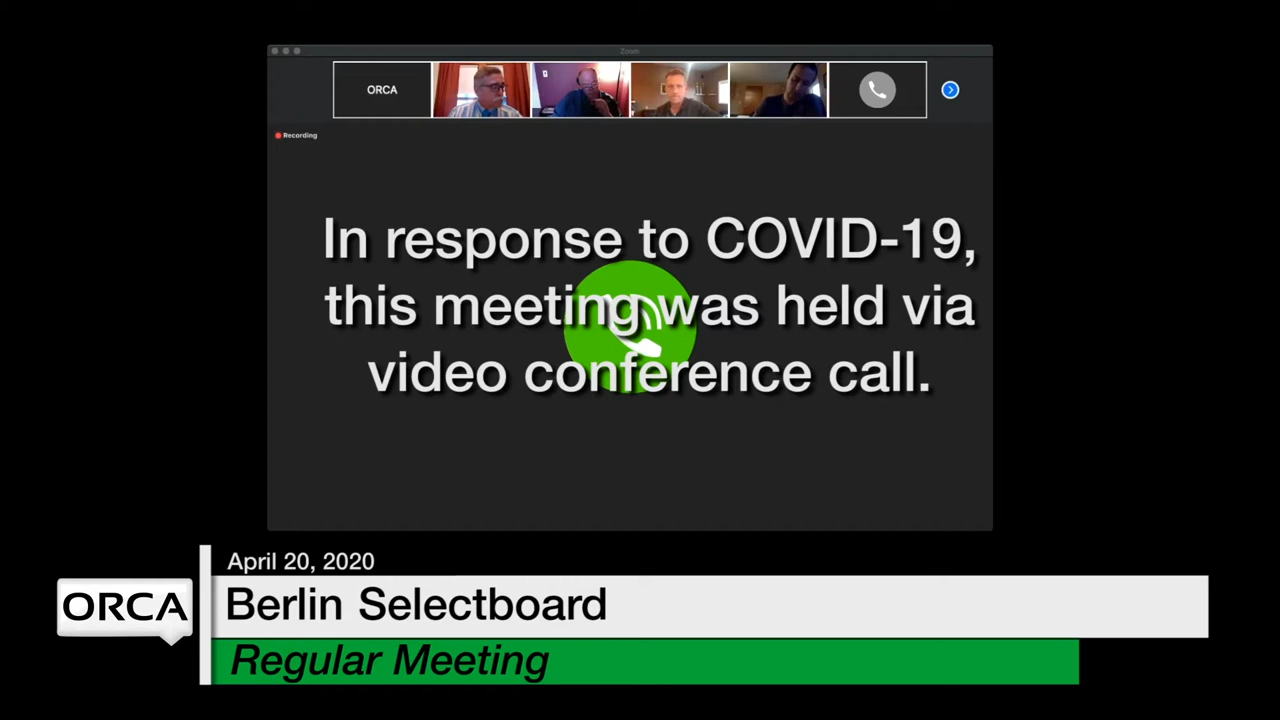 Zoom
ORCA
Recording
In response to COVID-19,
this meeting was held via
video conference call.
April 20, 2020
ORCA
Berlin Selectboard
Regular Meeting